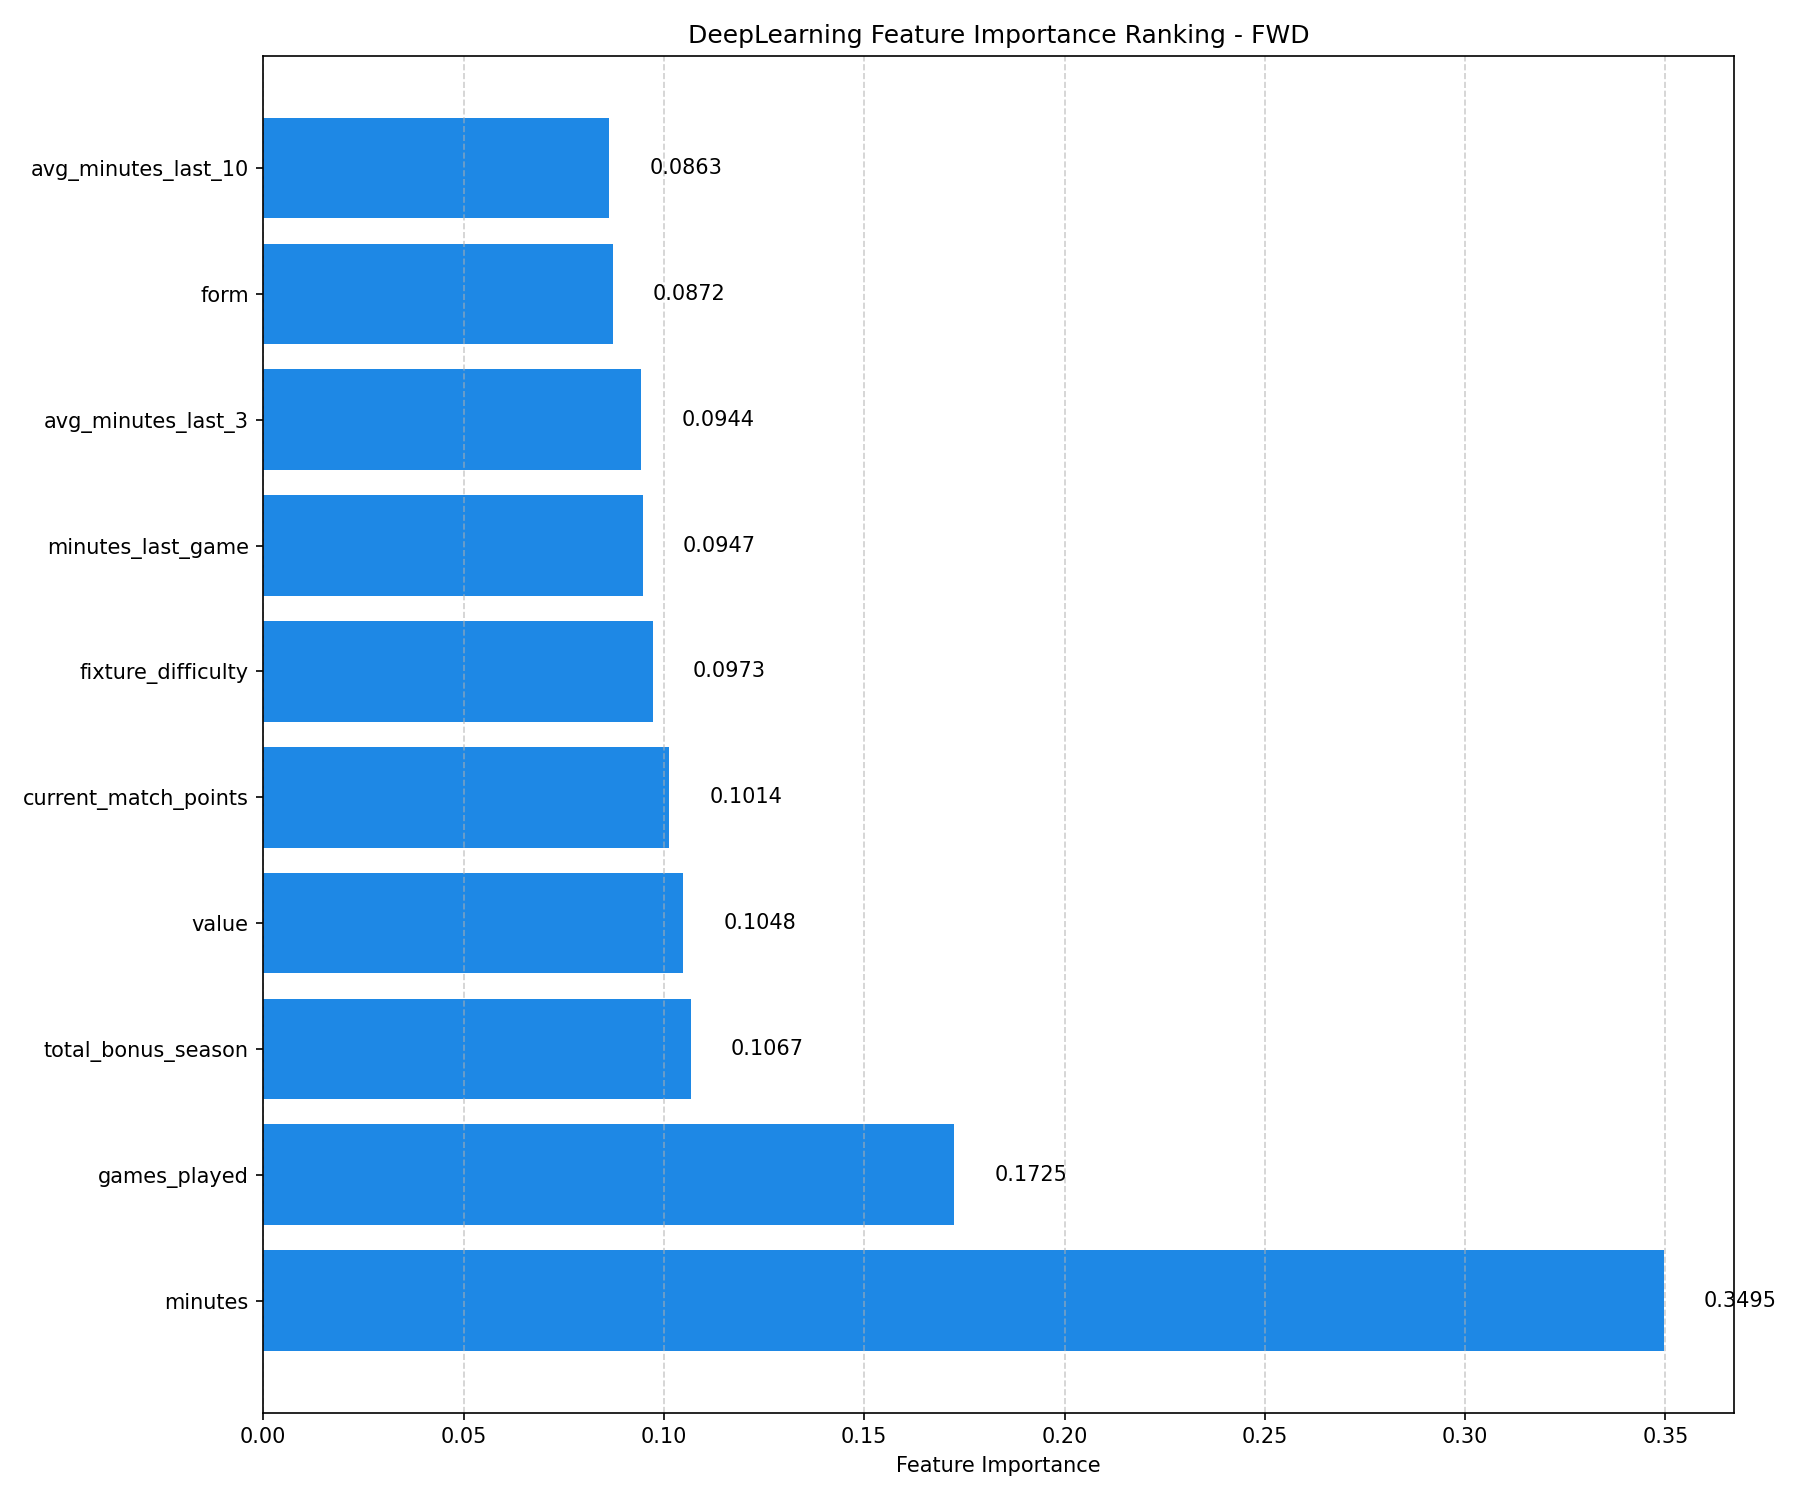 DeepLearning Feature Importance Ranking - FWD
avg_minutes_last_10 0.0863
form 0.0872
avg_minutes_last_3 0.0944
minutes_last_game 0.0947
fixture_difficulty 0.0973
current_match_points 0.1014
value 0.1048
total_bonus_season 0.1067
games_played 0.1725
minutes 0.3495
0.00 0.05 0.10 0.15 0.20 0.25 0.30 0.35
Feature Importance